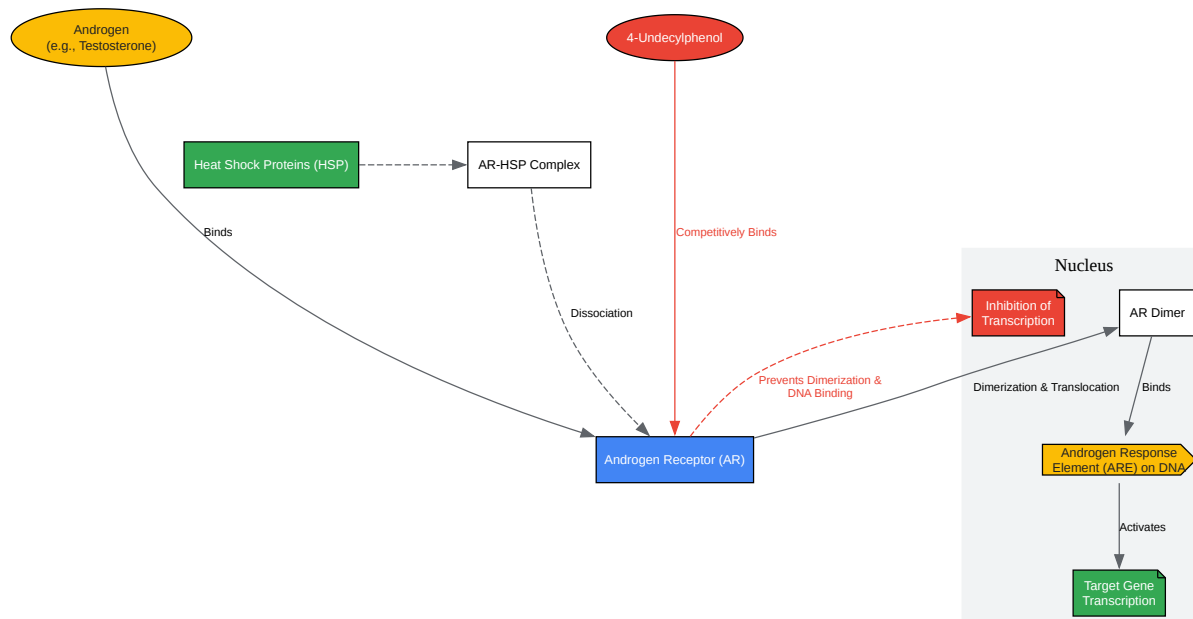 Androgen
(e.g., Testosterone)
4-Undecylphenol
Heat Shock Proteins (HSP)
AR-HSP Complex
Binds
Competitively Binds
Nucleus
Inhibition of
Transcription
AR Dimer
Dissociation
Prevents Dimerization &
DNA Binding
Dimerization & Translocation
Binds
Androgen Receptor (AR)
Androgen Response
Element (ARE) on DNA
Activates
Target Gene
Transcription